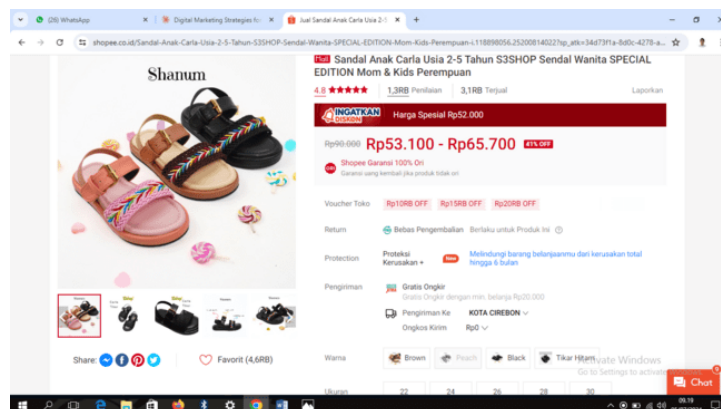 (26) WhatsApp
Digital Marketing Strategies for
Jual Sandal Anak Carla Usia 2-5
shopee.co.id/Sandal-Anak-Carla-Usia-2-5-Tahun-S3SHOP-Sendal-Wanita-SPECIAL-EDITION-Mom-Kids-Perempuan-i.118898056.25200814022?sp_atk=34d73f1a-8d0c-4278-a...
Shanum
Mall Sandal Anak Carla Usia 2-5 Tahun S3SHOP Sendal Wanita SPECIAL
EDITION Mom & Kids Perempuan
4.8 ★★★★★ 1,3RB Penilaian 3,1RB Terjual Laporkan
INGATKAN DISKON Harga Spesial Rp52.000
Rp90.000 Rp53.100 - Rp65.700 41% OFF
Shopee Garansi 100% Ori
Garansi uang kembali jika produk tidak ori
Voucher Toko Rp10RB OFF Rp15RB OFF Rp20RB OFF
Return Bebas Pengembalian Berlaku untuk Produk Ini
Protection Proteksi Kerusakan + New Melindungi barang belanjaanmu dari kerusakan total
hingga 6 bulan
Pengiriman Gratis Ongkir
Gratis Ongkir dengan min. belanja Rp20.000
Pengiriman Ke KOTA CIREBON
Ongkos Kirim Rp0
Share: Favorit (4,6RB)
Warna Brown Peach Black Tikar Hitam
Activate Windows
Go to Settings to activate
Ukuran 22 24 26 28 30
Chat
09.19